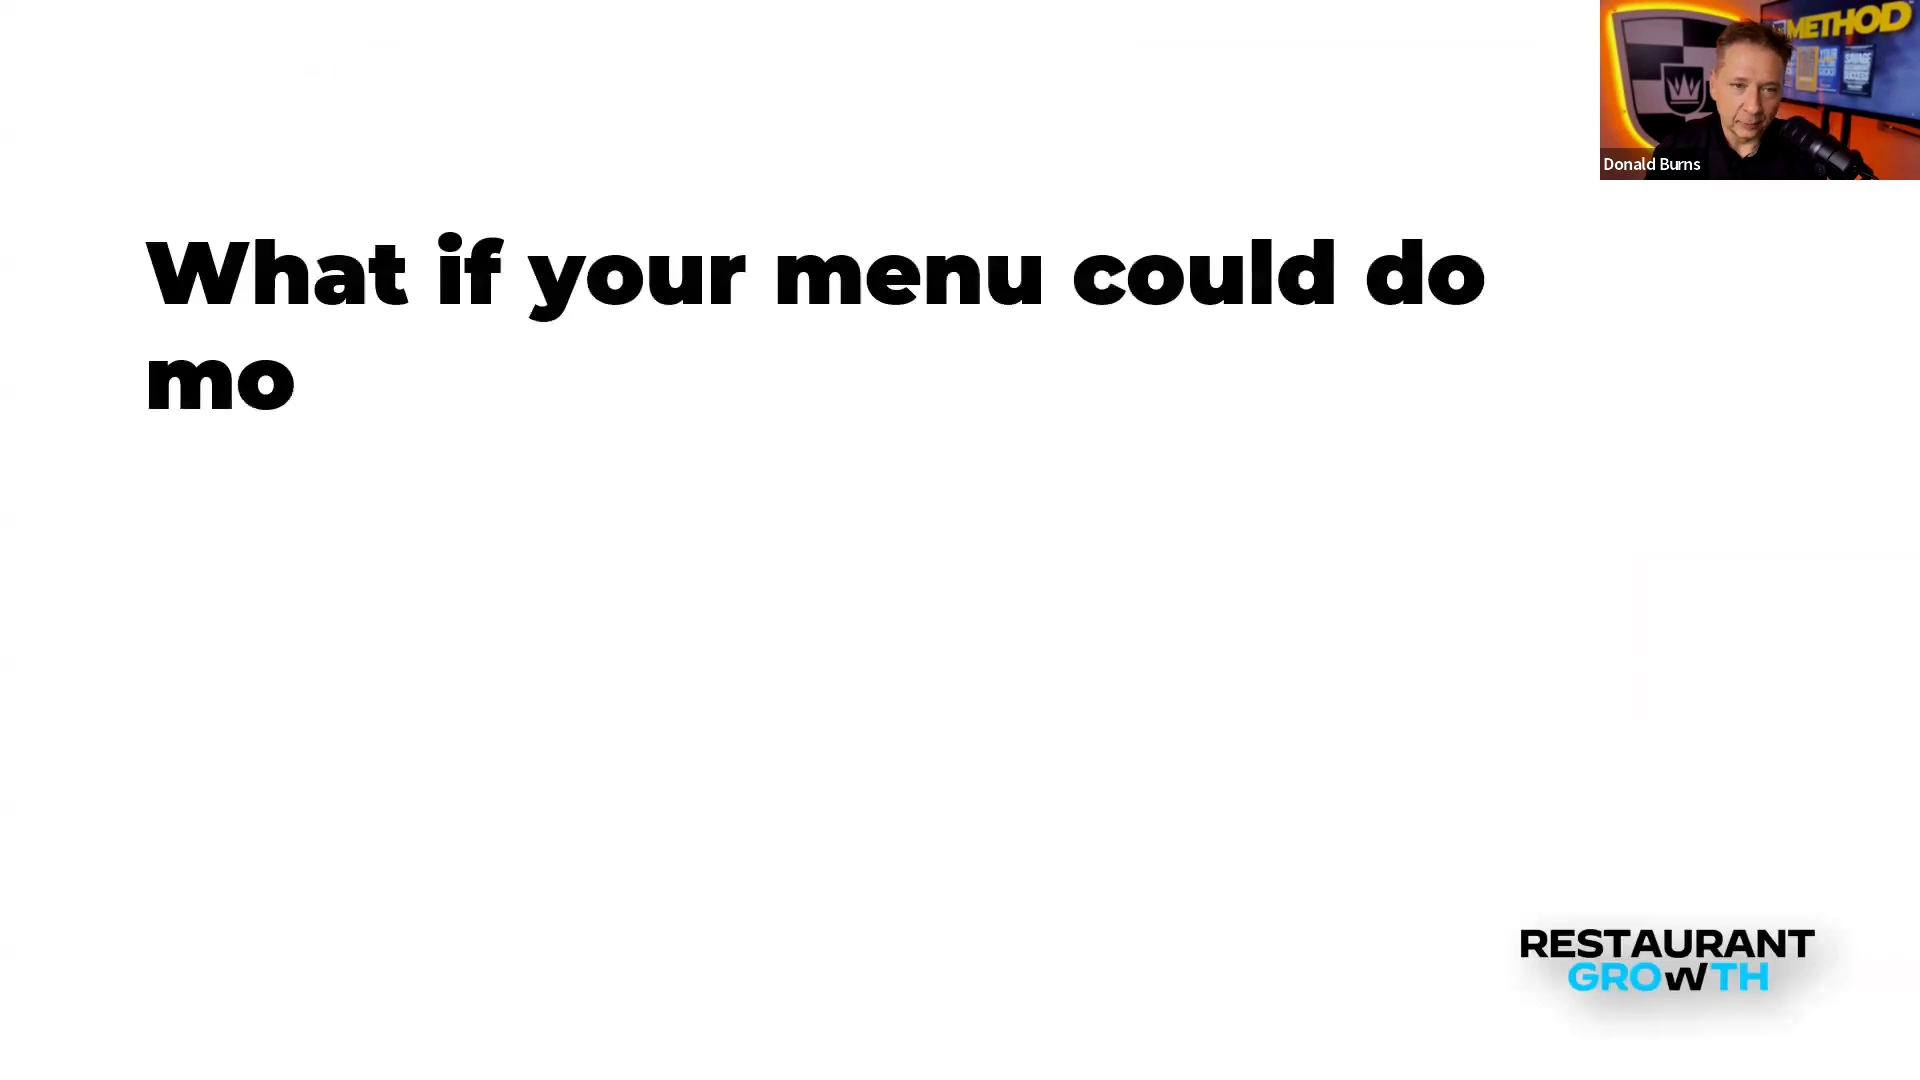 METHOD
Donald Burns
What if your menu could do
mo
RESTAURANT
GROWTH